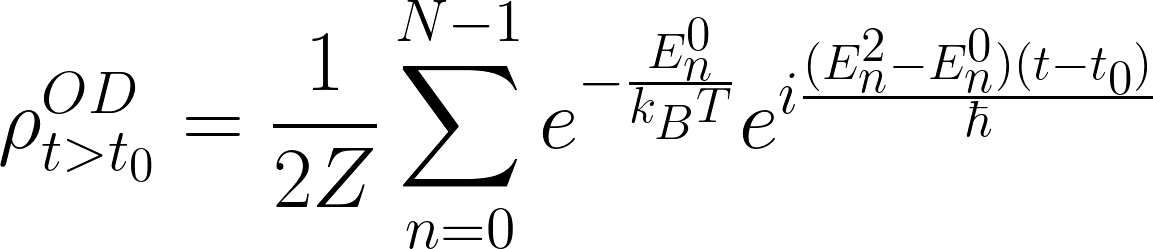 $\rho^{OD}_{t>t_0} = \frac{1}{2Z} \sum_{n=0}^{N-1} e^{-\frac{E_n^0}{k_B T}} e^{i\frac{(E_n^2 - E_n^0)(t - t_0)}{\hbar}}$